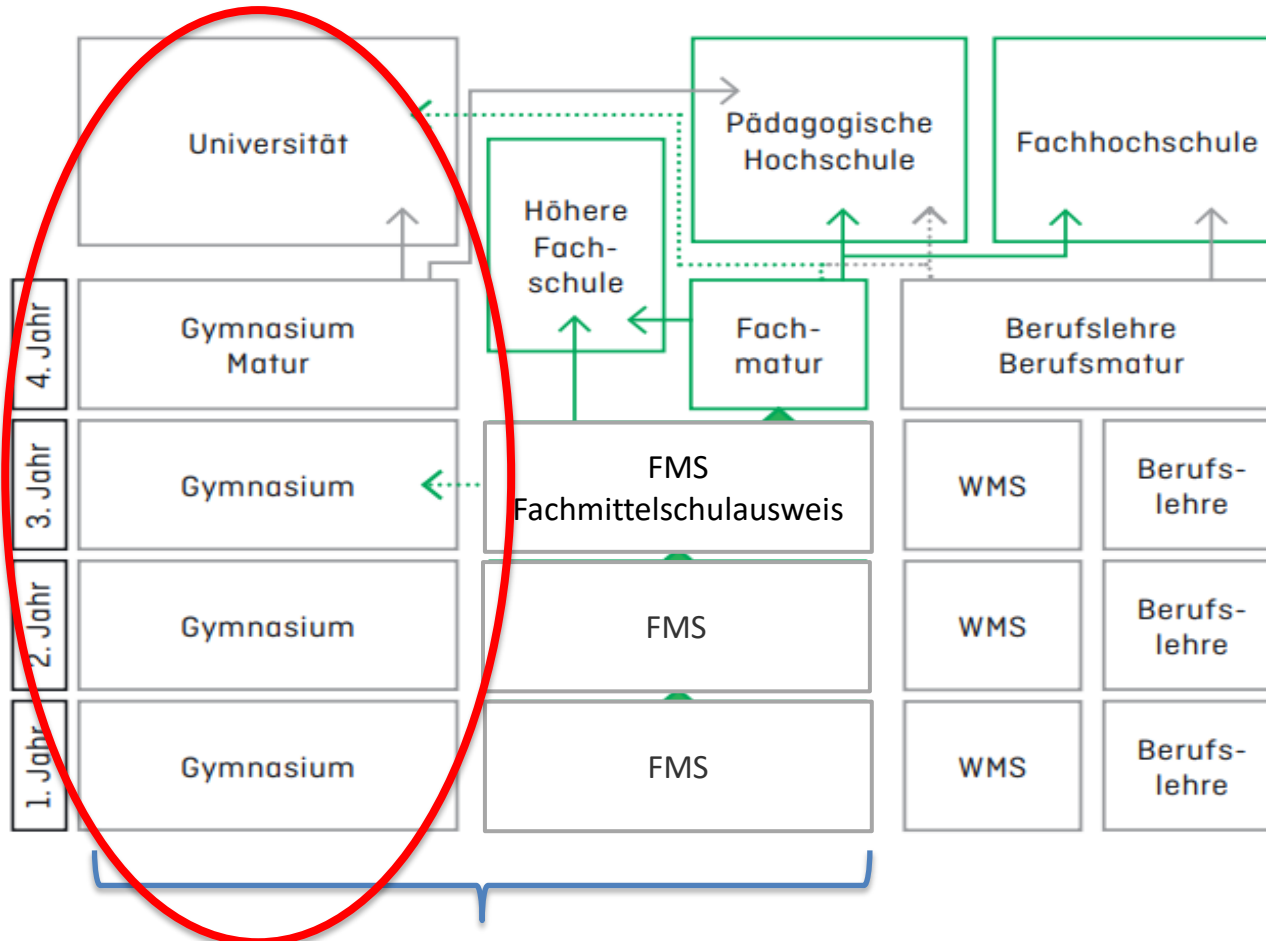 Universität
Pädagogische
Hochschule
Fachhochschule
Höhere
Fach-
schule
4. Jahr
Gymnasium
Matur
Fach-
matur
Berufslehre
Berufsmatur
3. Jahr
Gymnasium
FMS
Fachmittelschulausweis
WMS
Berufs-
lehre
2. Jahr
Gymnasium
FMS
WMS
Berufs-
lehre
1. Jahr
Gymnasium
FMS
WMS
Berufs-
lehre